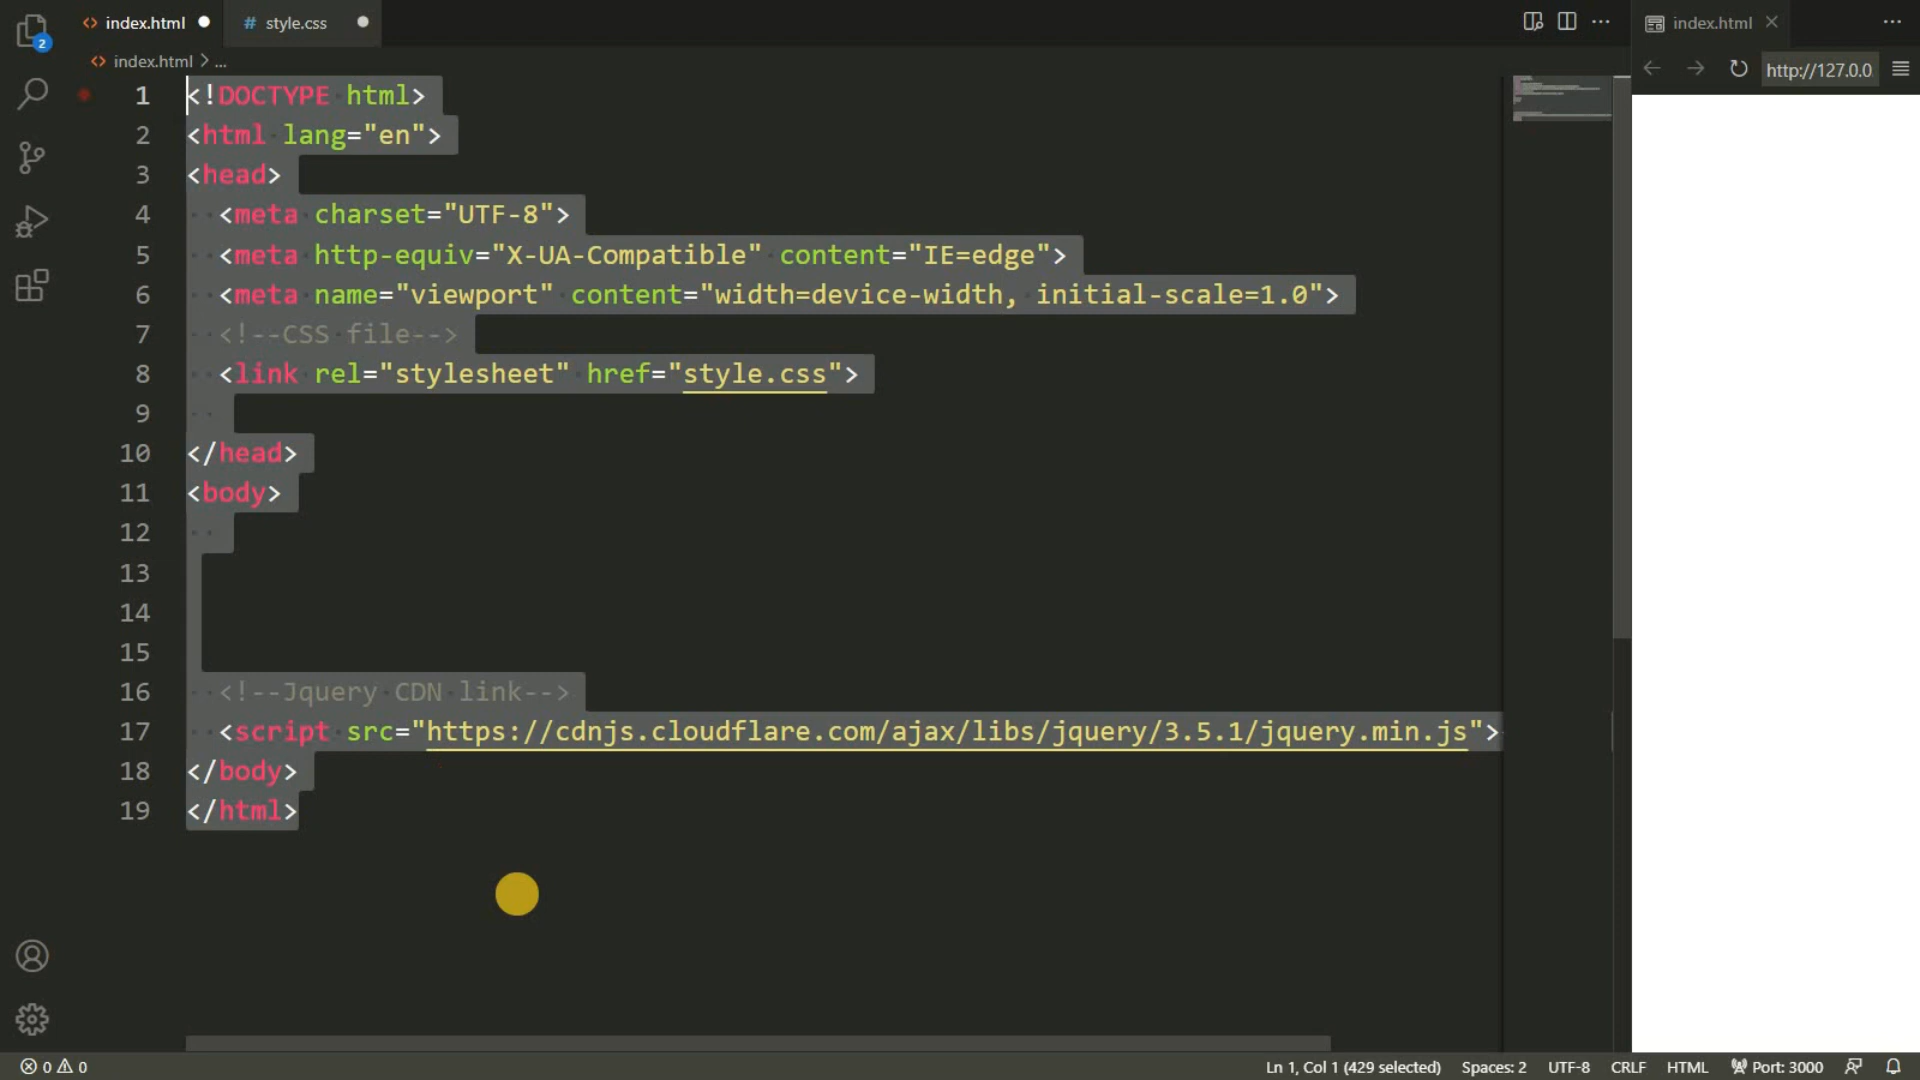 index.html
style.css
index.html
2
index.html > ...
http://127.0.0
1 <!DOCTYPE html>
2 <html lang="en">
3 <head>
4 <meta charset="UTF-8">
5 <meta http-equiv="X-UA-Compatible" content="IE=edge">
6 <meta name="viewport" content="width=device-width, initial-scale=1.0">
7 <!--CSS file-->
8 <link rel="stylesheet" href="style.css">
9
10 </head>
11 <body>
12
13
14
15
16 <!--Jquery CDN link-->
17 <script src="https://cdnjs.cloudflare.com/ajax/libs/jquery/3.5.1/jquery.min.js">
18 </body>
19 </html>
0 0 Ln 1, Col 1 (429 selected) Spaces: 2 UTF-8 CRLF HTML Port: 3000